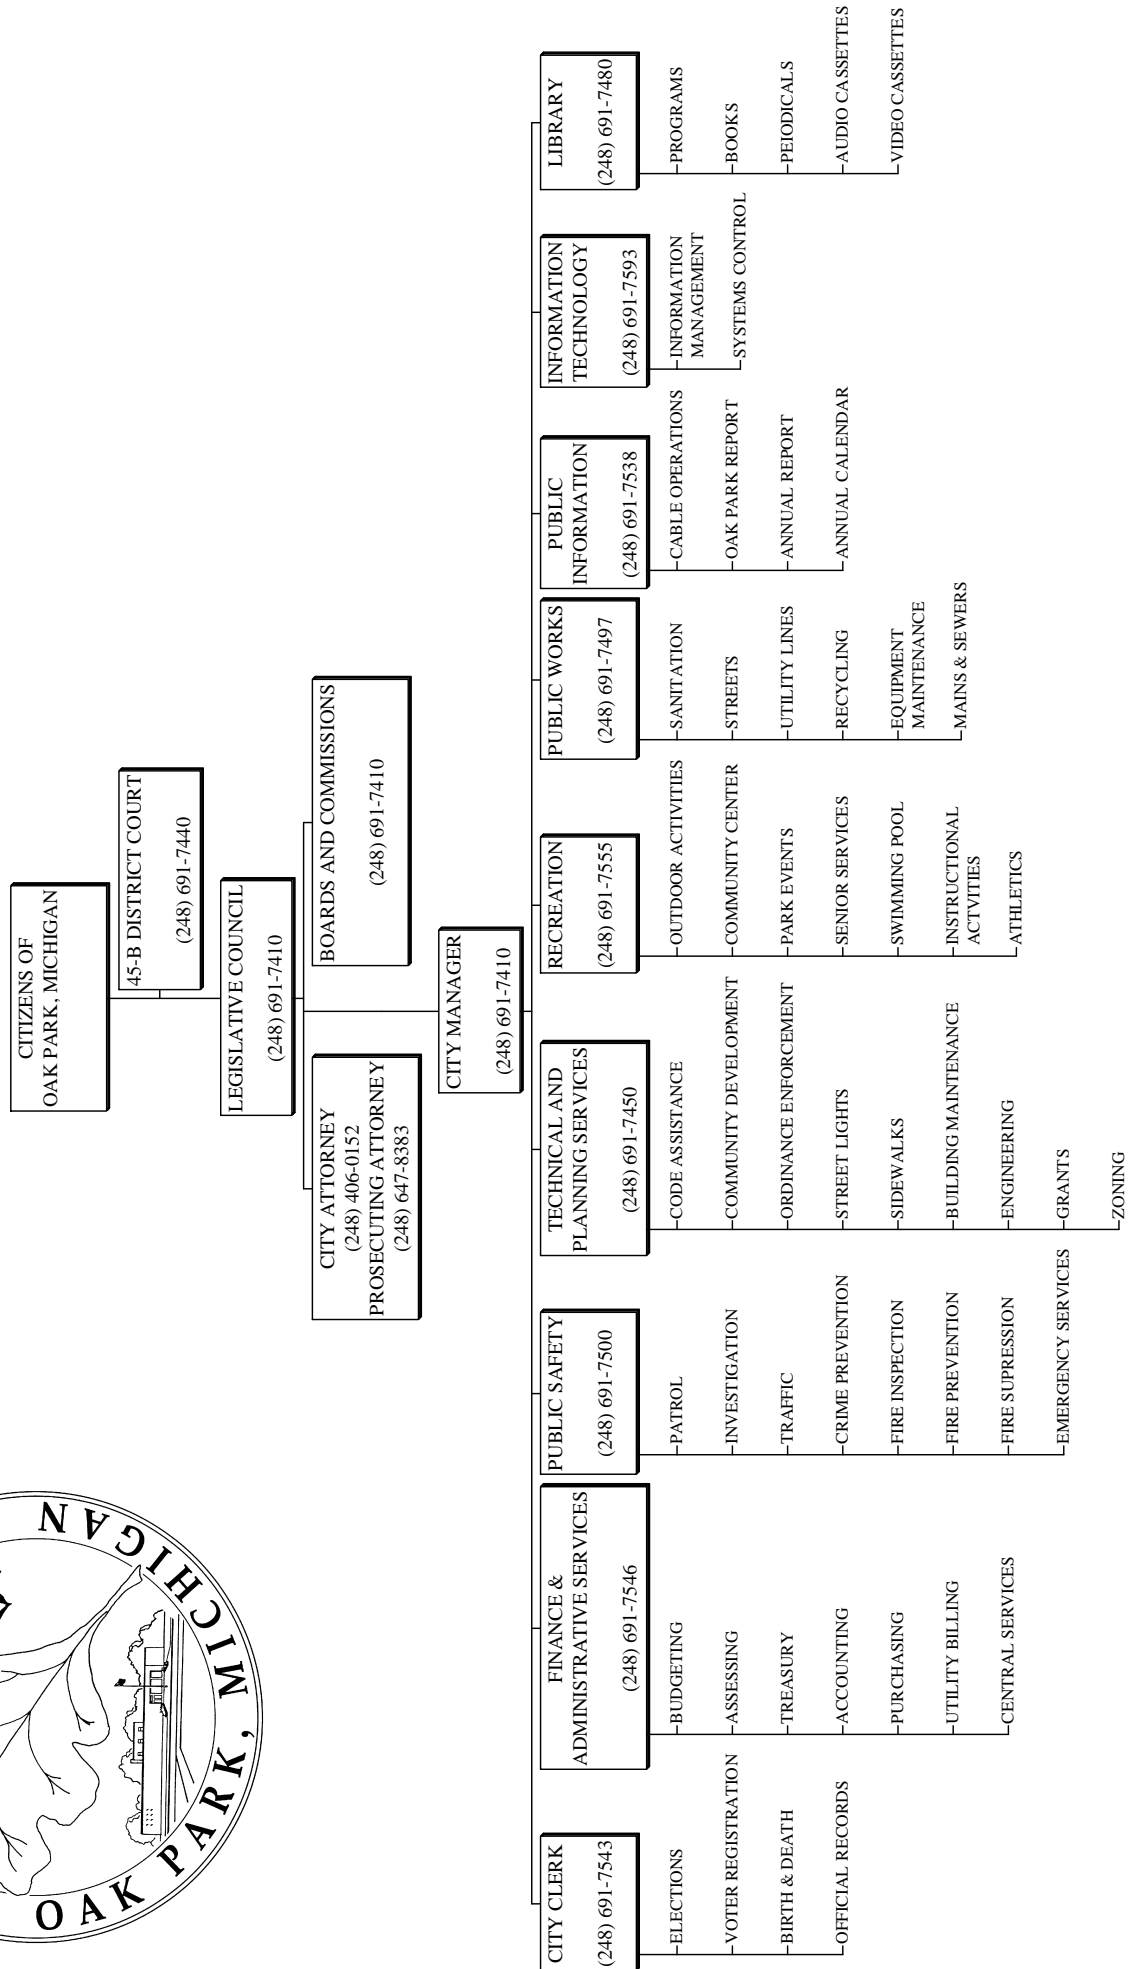 OAK PARK, MICHIGAN
CITIZENS OF
OAK PARK, MICHIGAN
45-B DISTRICT COURT
(248) 691-7440
LEGISLATIVE COUNCIL
(248) 691-7410
CITY ATTORNEY
(248) 406-0152
PROSECUTING ATTORNEY
(248) 647-8383
BOARDS AND COMMISSIONS
(248) 691-7410
CITY MANAGER
(248) 691-7410
CITY CLERK
(248) 691-7543
ELECTIONS
VOTER REGISTRATION
BIRTH & DEATH
OFFICIAL RECORDS
FINANCE &
ADMINISTRATIVE SERVICES
(248) 691-7546
BUDGETING
ASSESSING
TREASURY
ACCOUNTING
PURCHASING
UTILITY BILLING
CENTRAL SERVICES
PUBLIC SAFETY
(248) 691-7500
PATROL
INVESTIGATION
TRAFFIC
CRIME PREVENTION
FIRE INSPECTION
FIRE PREVENTION
FIRE SUPRESSION
EMERGENCY SERVICES
TECHNICAL AND
PLANNING SERVICES
(248) 691-7450
CODE ASSISTANCE
COMMUNITY DEVELOPMENT
ORDINANCE ENFORCEMENT
STREET LIGHTS
SIDEWALKS
BUILDING MAINTENANCE
ENGINEERING
GRANTS
ZONING
RECREATION
(248) 691-7555
OUTDOOR ACTIVITIES
COMMUNITY CENTER
PARK EVENTS
SENIOR SERVICES
SWIMMING POOL
INSTRUCTIONAL
ACTVITIES
ATHLETICS
PUBLIC WORKS
(248) 691-7497
SANITATION
STREETS
UTILITY LINES
RECYCLING
EQUIPMENT
MAINTENANCE
MAINS & SEWERS
PUBLIC
INFORMATION
(248) 691-7538
CABLE OPERATIONS
OAK PARK REPORT
ANNUAL REPORT
ANNUAL CALENDAR
INFORMATION
TECHNOLOGY
(248) 691-7593
INFORMATION
MANAGEMENT
SYSTEMS CONTROL
LIBRARY
(248) 691-7480
PROGRAMS
BOOKS
PEIODICALS
AUDIO CASSETTES
VIDEO CASSETTES